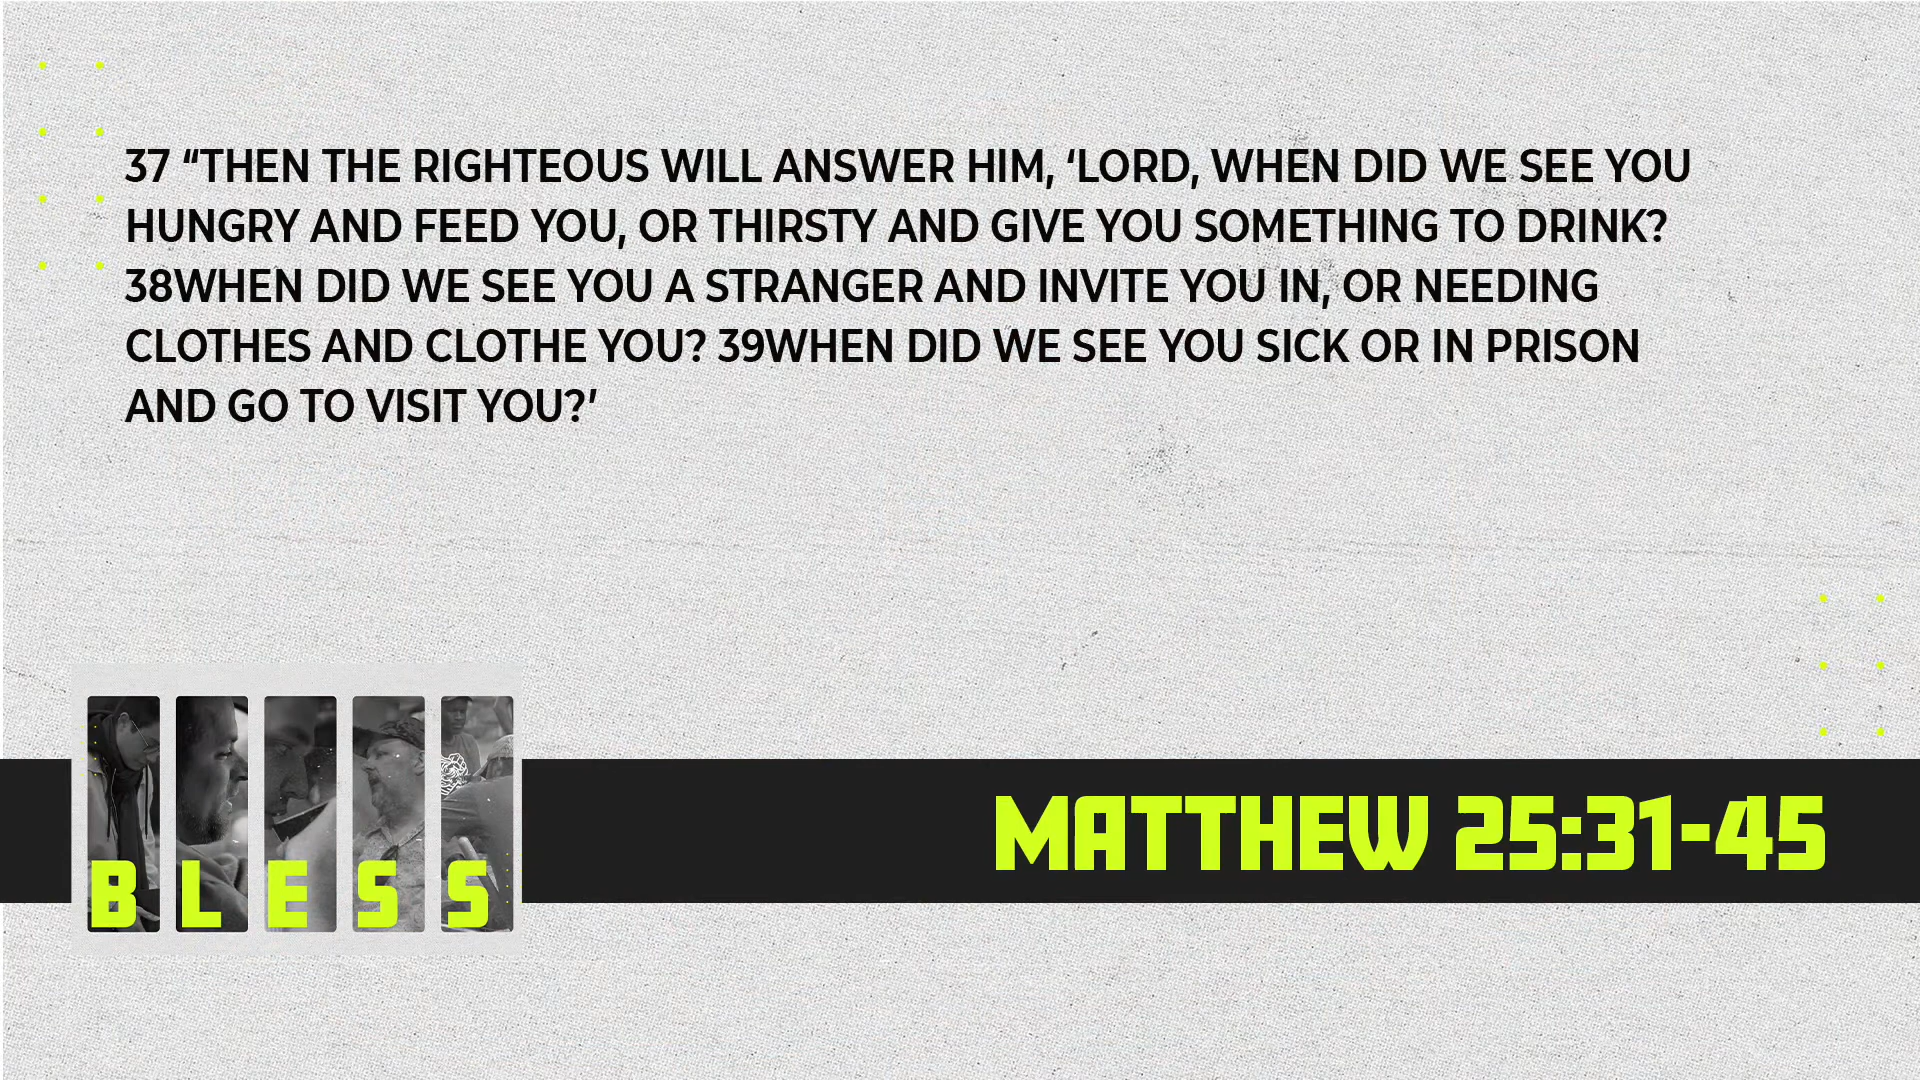 37 “THEN THE RIGHTEOUS WILL ANSWER HIM, ‘LORD, WHEN DID WE SEE YOU
HUNGRY AND FEED YOU, OR THIRSTY AND GIVE YOU SOMETHING TO DRINK?
38WHEN DID WE SEE YOU A STRANGER AND INVITE YOU IN, OR NEEDING
CLOTHES AND CLOTHE YOU? 39WHEN DID WE SEE YOU SICK OR IN PRISON
AND GO TO VISIT YOU?’
MATTHEW 25:31-45
BLESS